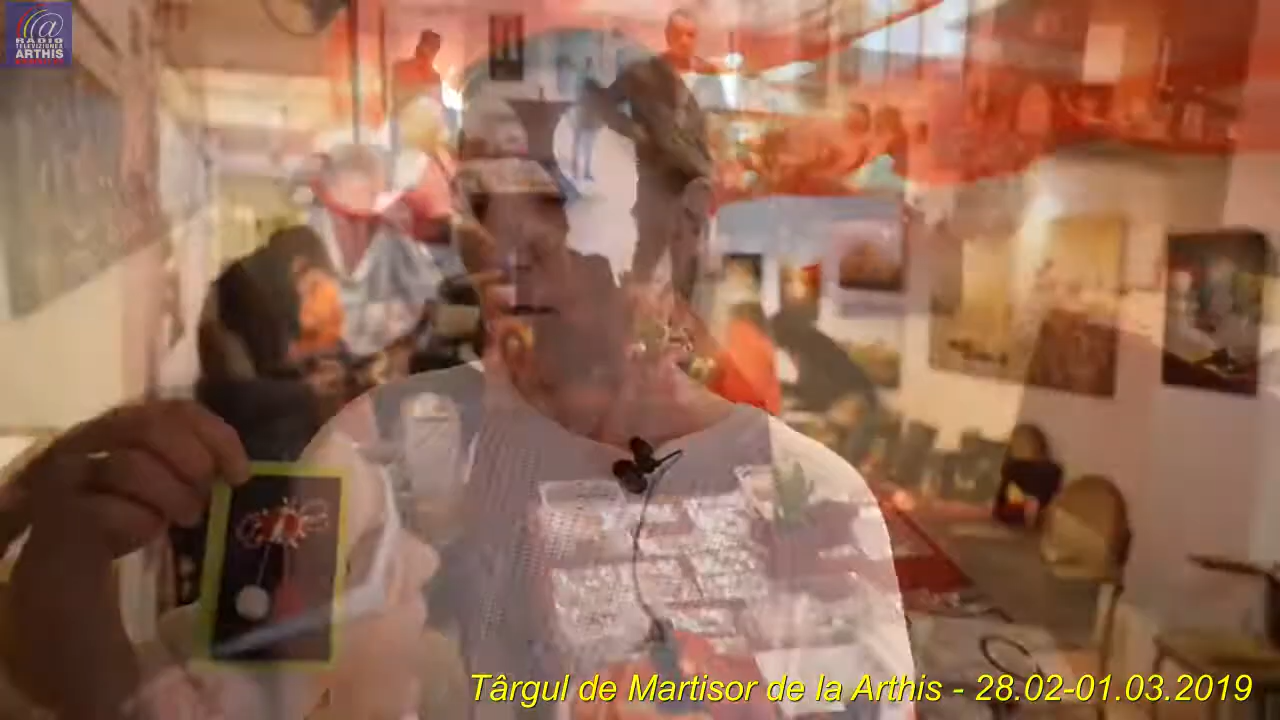 @
RADIO
TELEVIZIUNEA
ARTHIS
Târgul de Martisor de la Arthis - 28.02-01.03.2019